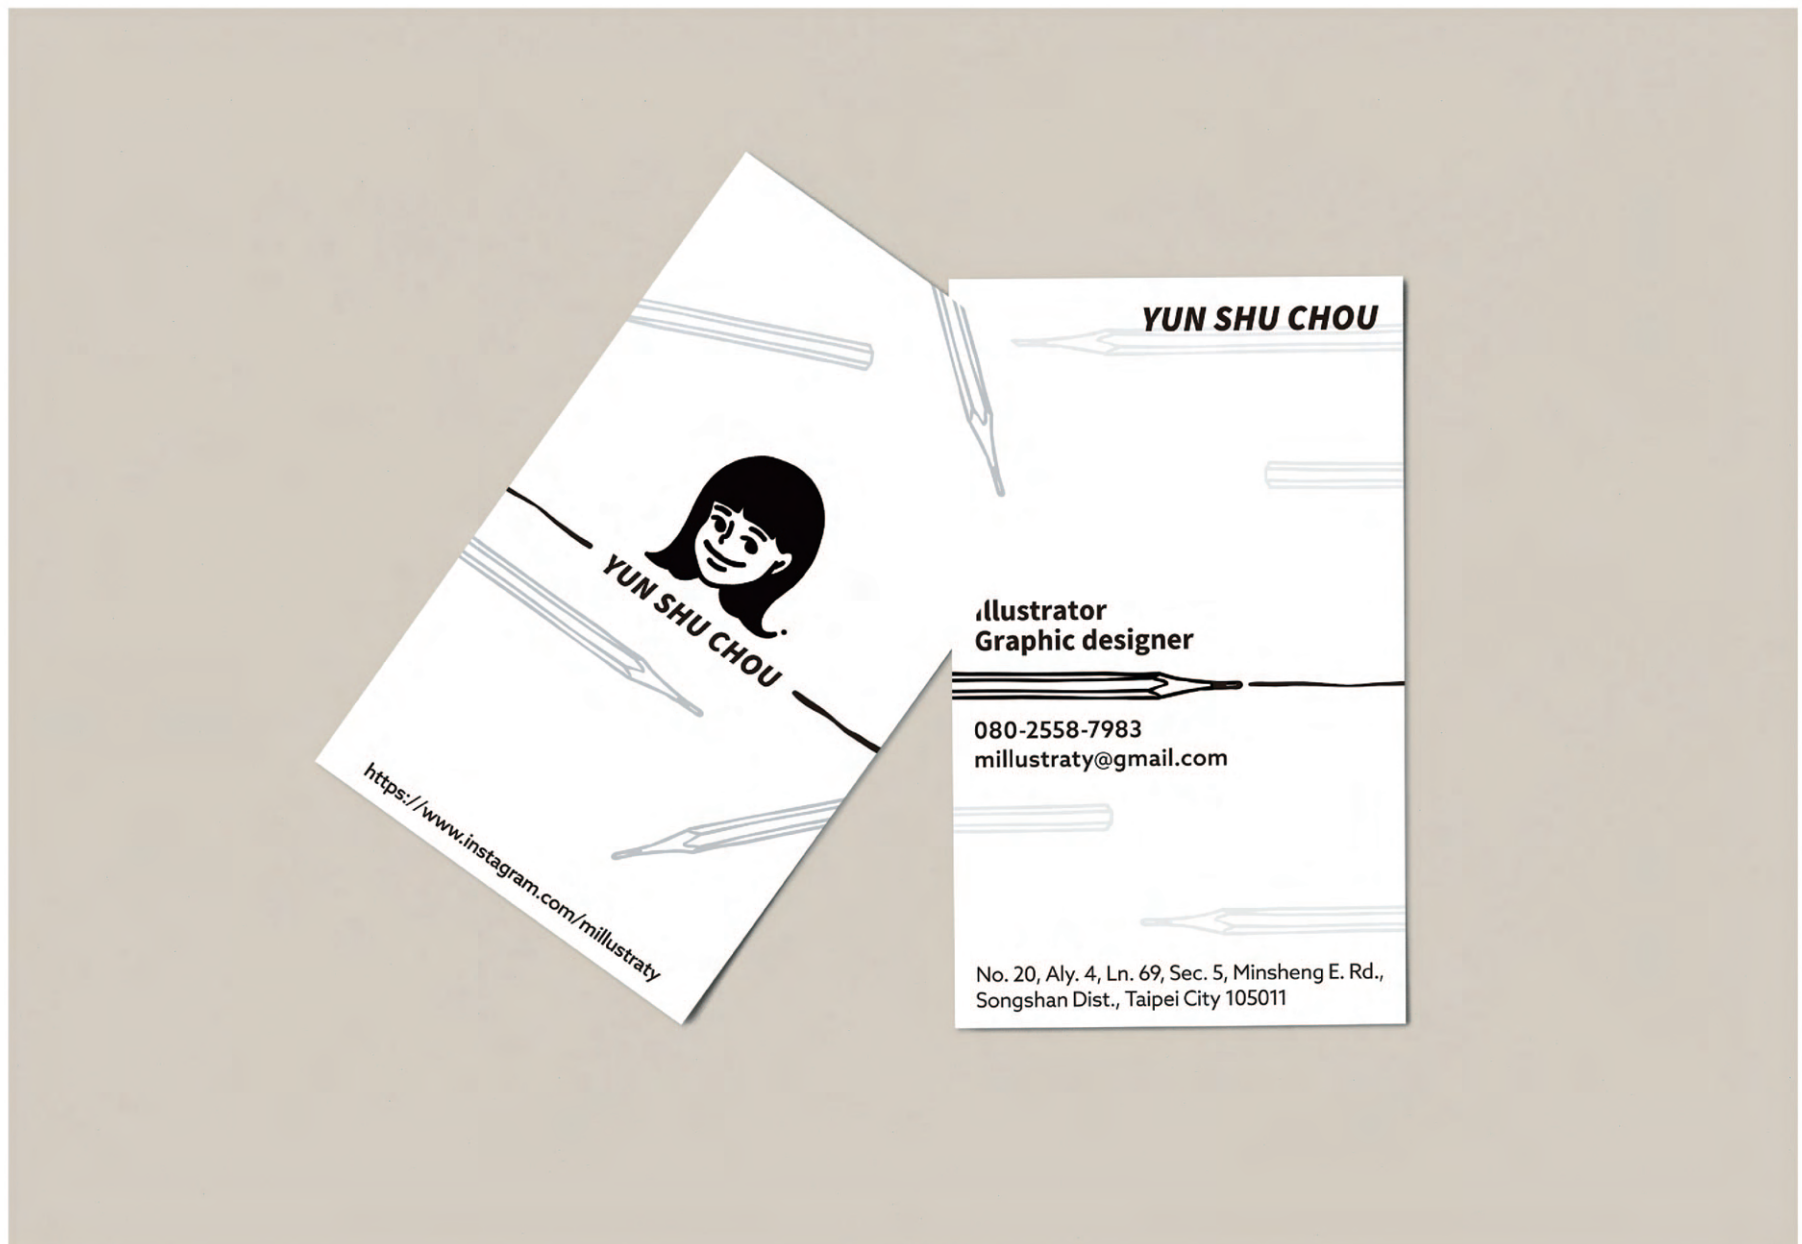 YUN SHU CHOU
https://www.instagram.com/millustraty
YUN SHU CHOU
Illustrator
Graphic designer
080-2558-7983
millustraty@gmail.com
No. 20, Aly. 4, Ln. 69, Sec. 5, Minsheng E. Rd.,
Songshan Dist., Taipei City 105011